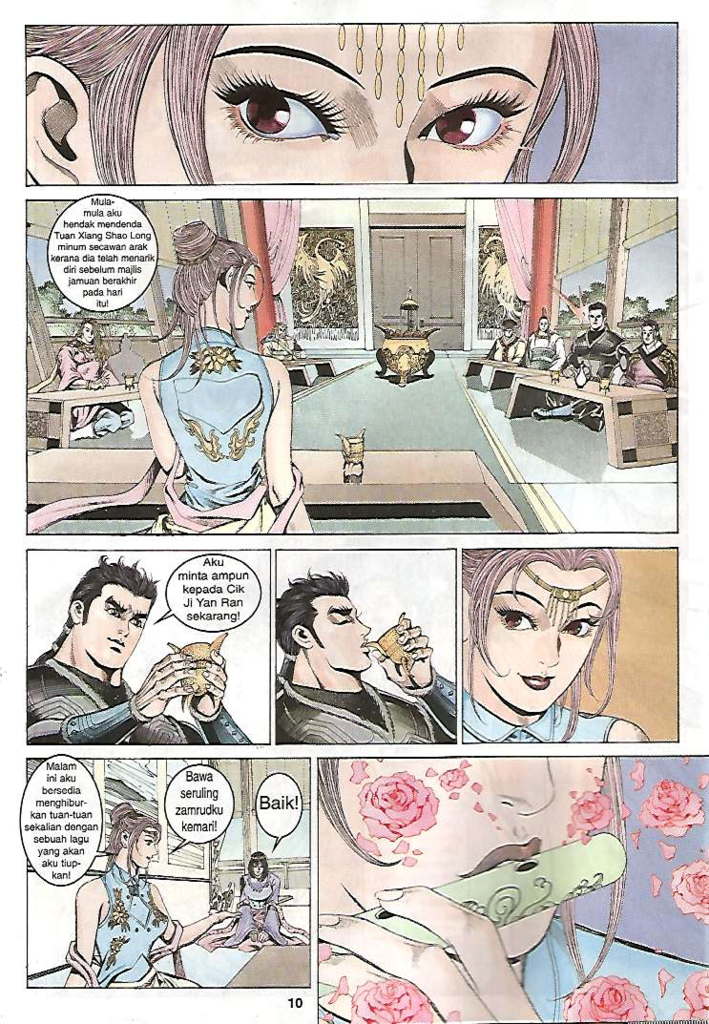 Mula-
mula aku
hendak mendenda
Tuan Xiang Shao Long
minum secawan arak
kerana dia telah menarik
diri sebelum majlis
jamuan berakhir
pada hari
itu!
Aku
minta ampun
kepada Cik
Ji Yan Ran
sekarang!
Malam
ini aku
bersedia
menghibur-
kan tuan-tuan
sekalian dengan
sebuah lagu
yang akan
aku tiup-
kan!
Bawa
seruling
zamrudku
kemari!
Baik!
10